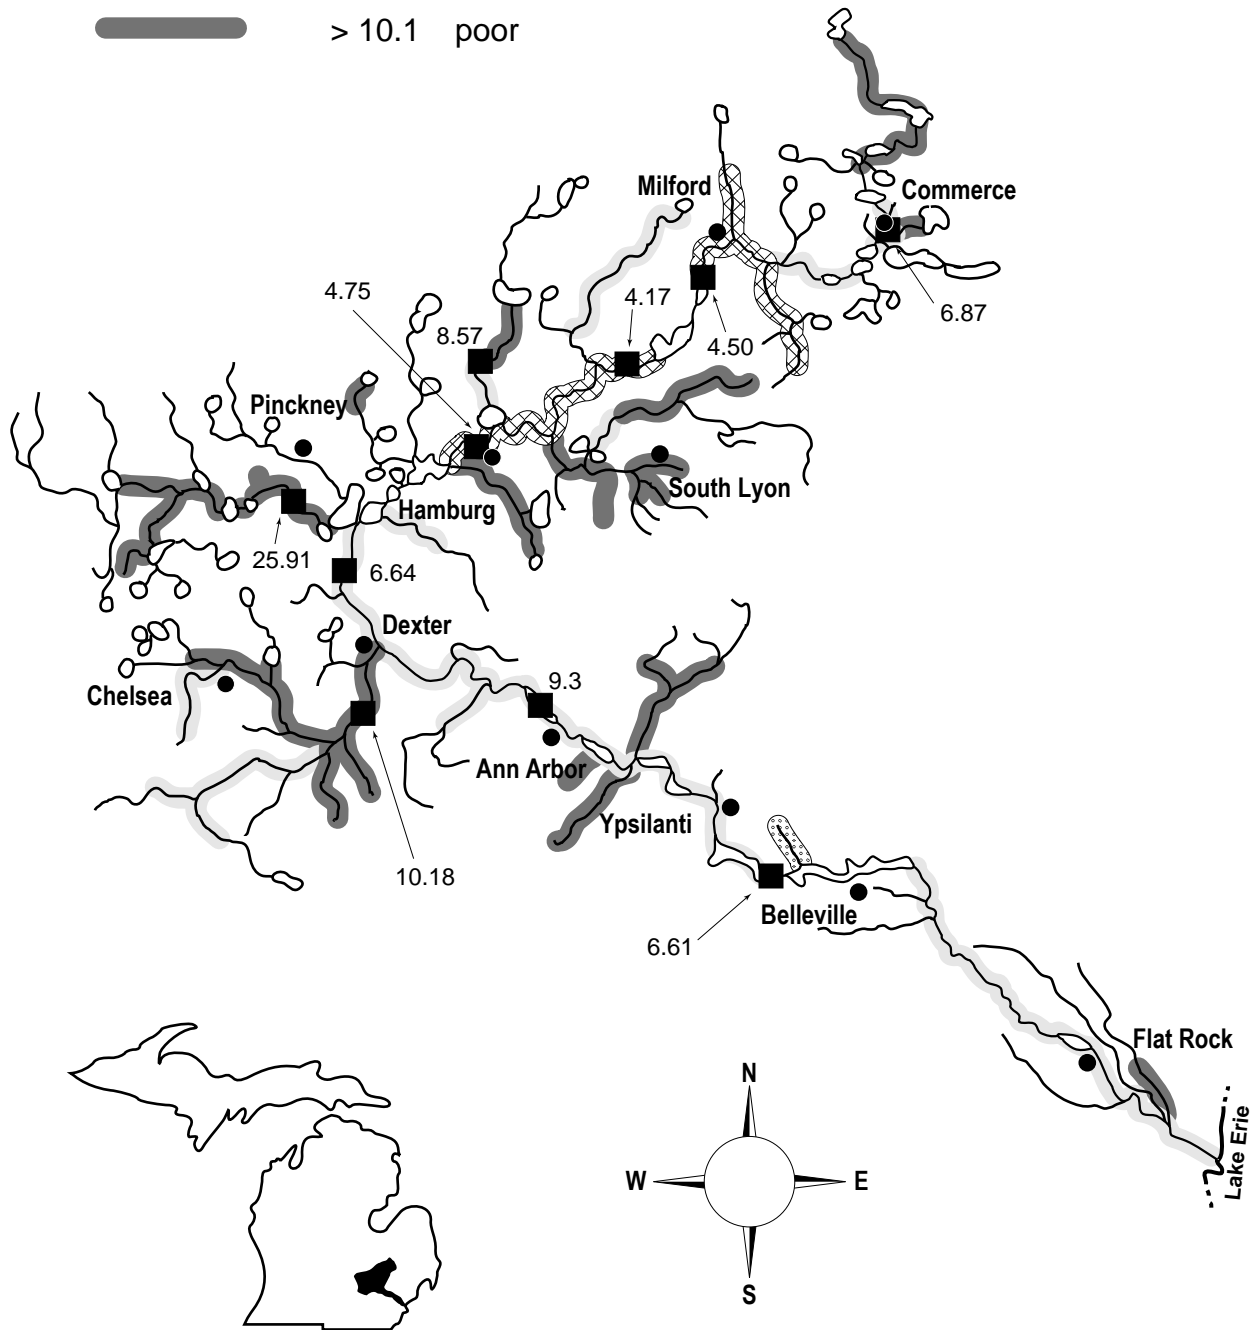 > 10.1 poor
Milford
Commerce
4.75
4.17
6.87
8.57
4.50
Pinckney
South Lyon
Hamburg
25.91
6.64
Dexter
Chelsea
9.3
Ann Arbor
Ypsilanti
10.18
Belleville
6.61
Flat Rock
Lake Erie
N
W
E
S